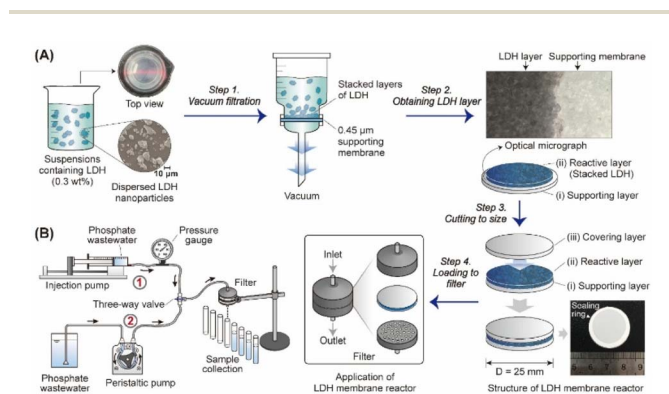 (A)
Top view
Suspensions
containing LDH
(0.3 wt%)
10 μm
Dispersed LDH
nanoparticles
Step 1.
Vacuum filtration
Stacked layers
of LDH
0.45 μm
supporting
membrane
Vacuum
Step 2.
Obtaining LDH layer
LDH layer
Supporting membrane
Optical micrograph
(ii) Reactive layer
(Stacked LDH)
(i) Supporting layer
Step 3.
Cutting to size
(iii) Covering layer
(ii) Reactive layer
(i) Supporting layer
Sealing
ring
D = 25 mm
Structure of LDH membrane reactor
Step 4.
Loading to
filter
Inlet
Outlet
Filter
Application of
LDH membrane reactor
(B)
Phosphate
wastewater
Pressure
gauge
1
Injection pump
Three-way valve
Filter
2
Sample
collection
Phosphate
wastewater
Peristaltic pump